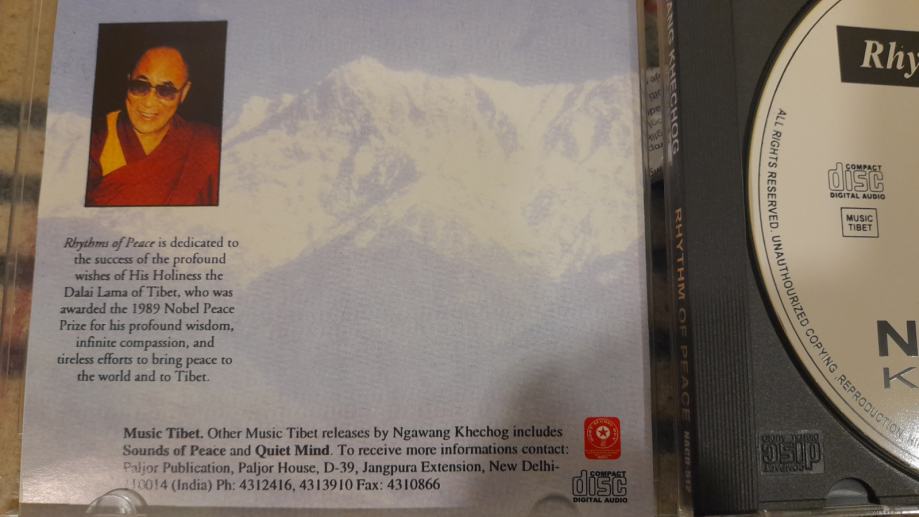 Rhythms of Peace is dedicated to
the success of the profound
wishes of His Holiness the
Dalai Lama of Tibet, who was
awarded the 1989 Nobel Peace
Prize for his profound wisdom,
infinite compassion, and
tireless efforts to bring peace to
the world and to Tibet.
Music Tibet. Other Music Tibet releases by Ngawang Khechog includes
Sounds of Peace and Quiet Mind. To receive more informations contact:
Paljor Publication, Paljor House, D-39, Jangpura Extension, New Delhi-
110014 (India) Ph: 4312416, 4313910 Fax: 4310866
COMPACT
disc
DIGITAL AUDIO
ANG KHECHOG
RHYTHM OF PEACE
Rhy
COMPACT
disc
DIGITAL AUDIO
MUSIC
TIBET
ALL RIGHTS RESERVED. UNAUTHORIZED COPYING ,REPRODUCTION
N
K
disc